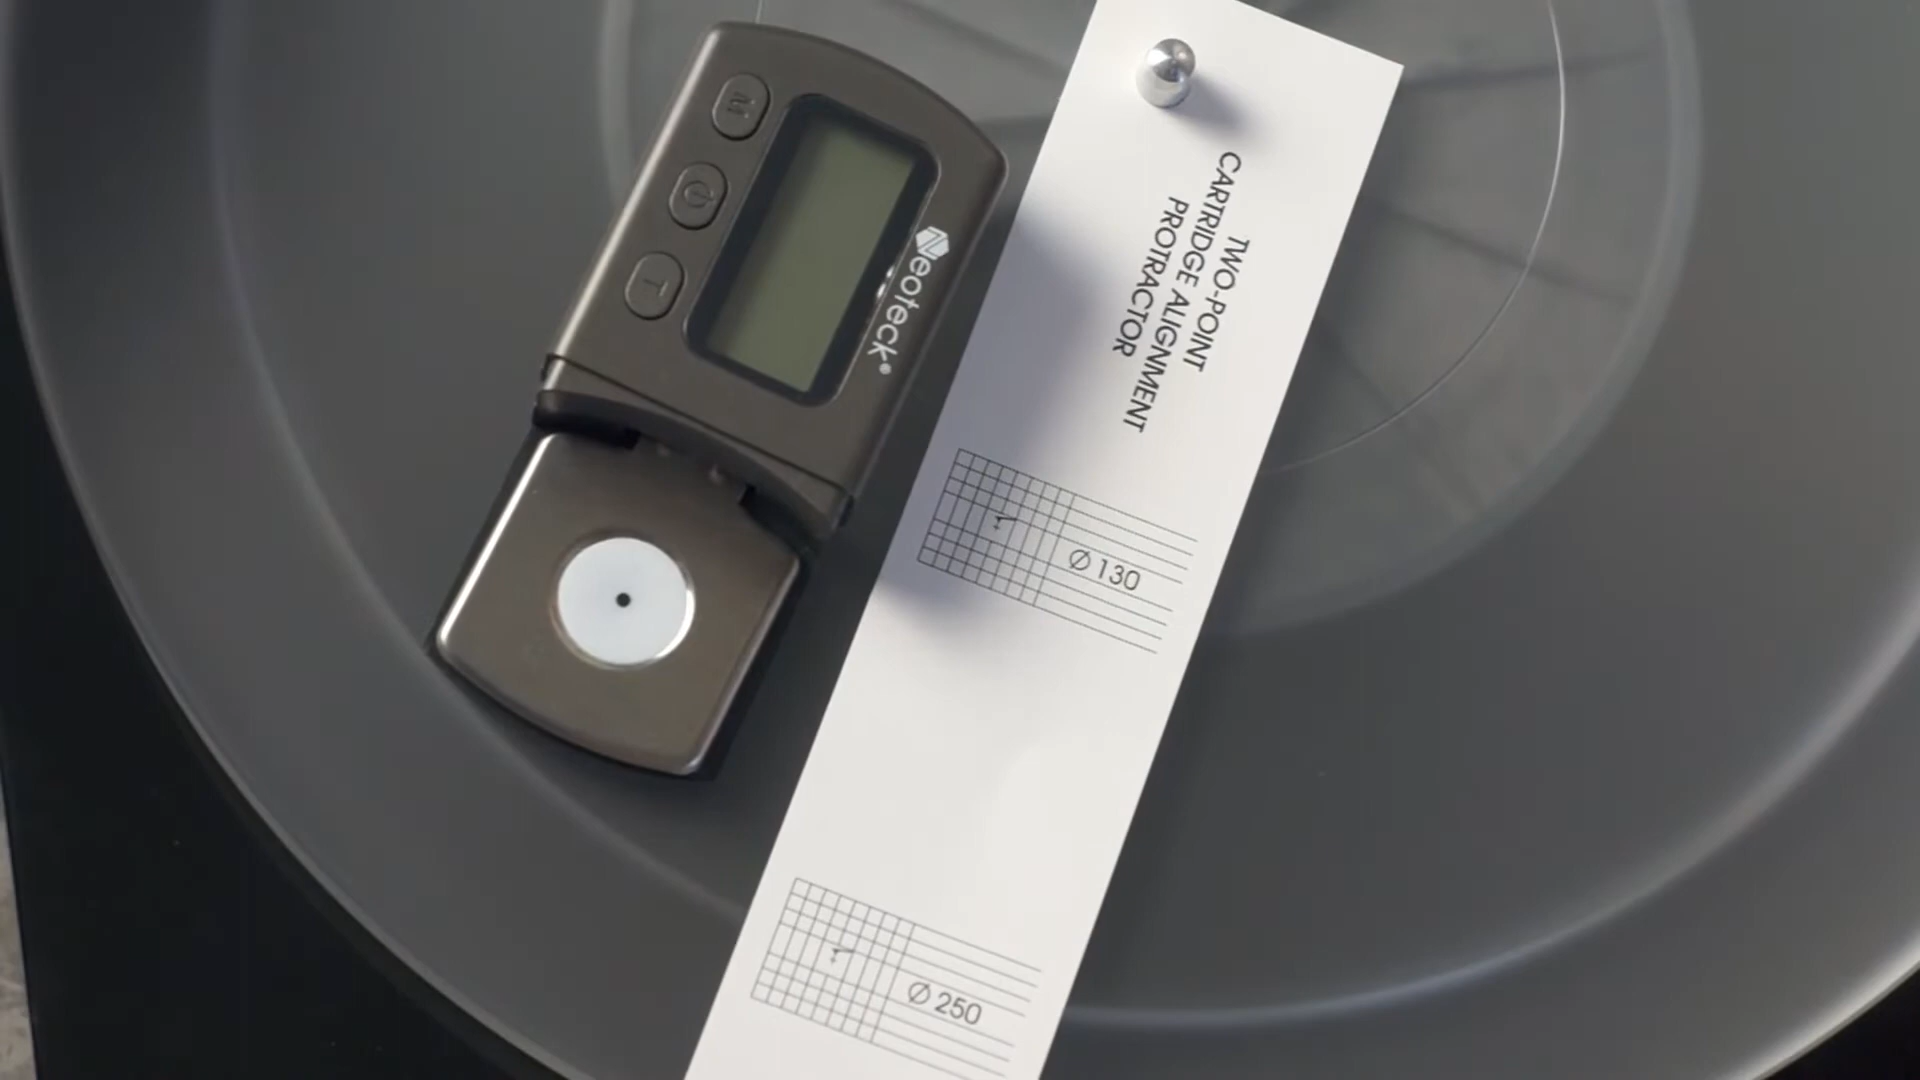 M
T
Neoteck®
TWO-POINT
CARTRIDGE ALIGNMENT
PROTRACTOR
Ø 130
Ø 250